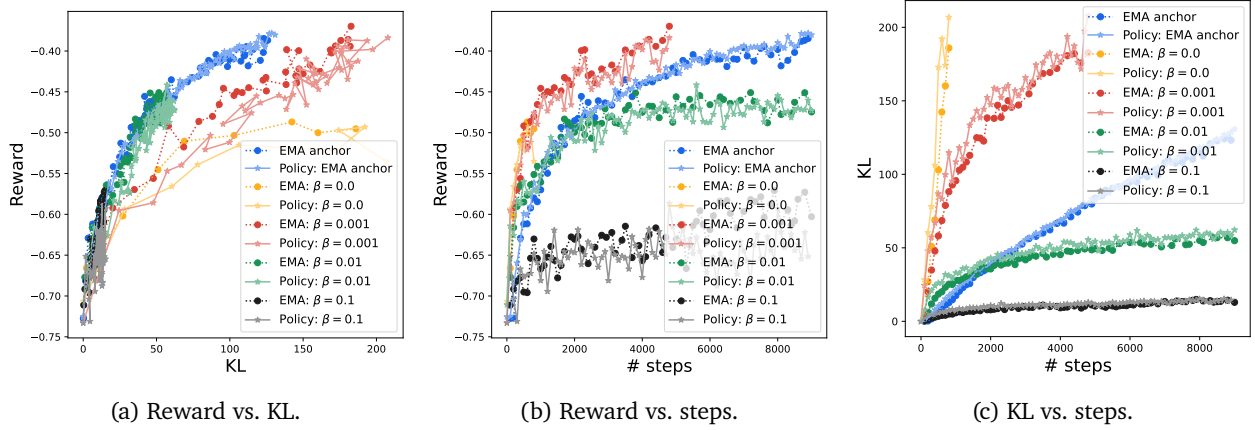 −0.40
−0.45
−0.50
−0.55
−0.60
−0.65
−0.70
−0.75
Reward
0
50
100
150
200
KL
EMA anchor
Policy: EMA anchor
EMA: β = 0.0
Policy: β = 0.0
EMA: β = 0.001
Policy: β = 0.001
EMA: β = 0.01
Policy: β = 0.01
EMA: β = 0.1
Policy: β = 0.1
(a) Reward vs. KL.
−0.40
−0.45
−0.50
−0.55
−0.60
−0.65
−0.70
−0.75
Reward
0
2000
4000
6000
8000
# steps
EMA anchor
Policy: EMA anchor
EMA: β = 0.0
Policy: β = 0.0
EMA: β = 0.001
Policy: β = 0.001
EMA: β = 0.01
Policy: β = 0.01
EMA: β = 0.1
Policy: β = 0.1
(b) Reward vs. steps.
200
150
100
50
0
KL
0
2000
4000
6000
8000
# steps
EMA anchor
Policy: EMA anchor
EMA: β = 0.0
Policy: β = 0.0
EMA: β = 0.001
Policy: β = 0.001
EMA: β = 0.01
Policy: β = 0.01
EMA: β = 0.1
Policy: β = 0.1
(c) KL vs. steps.